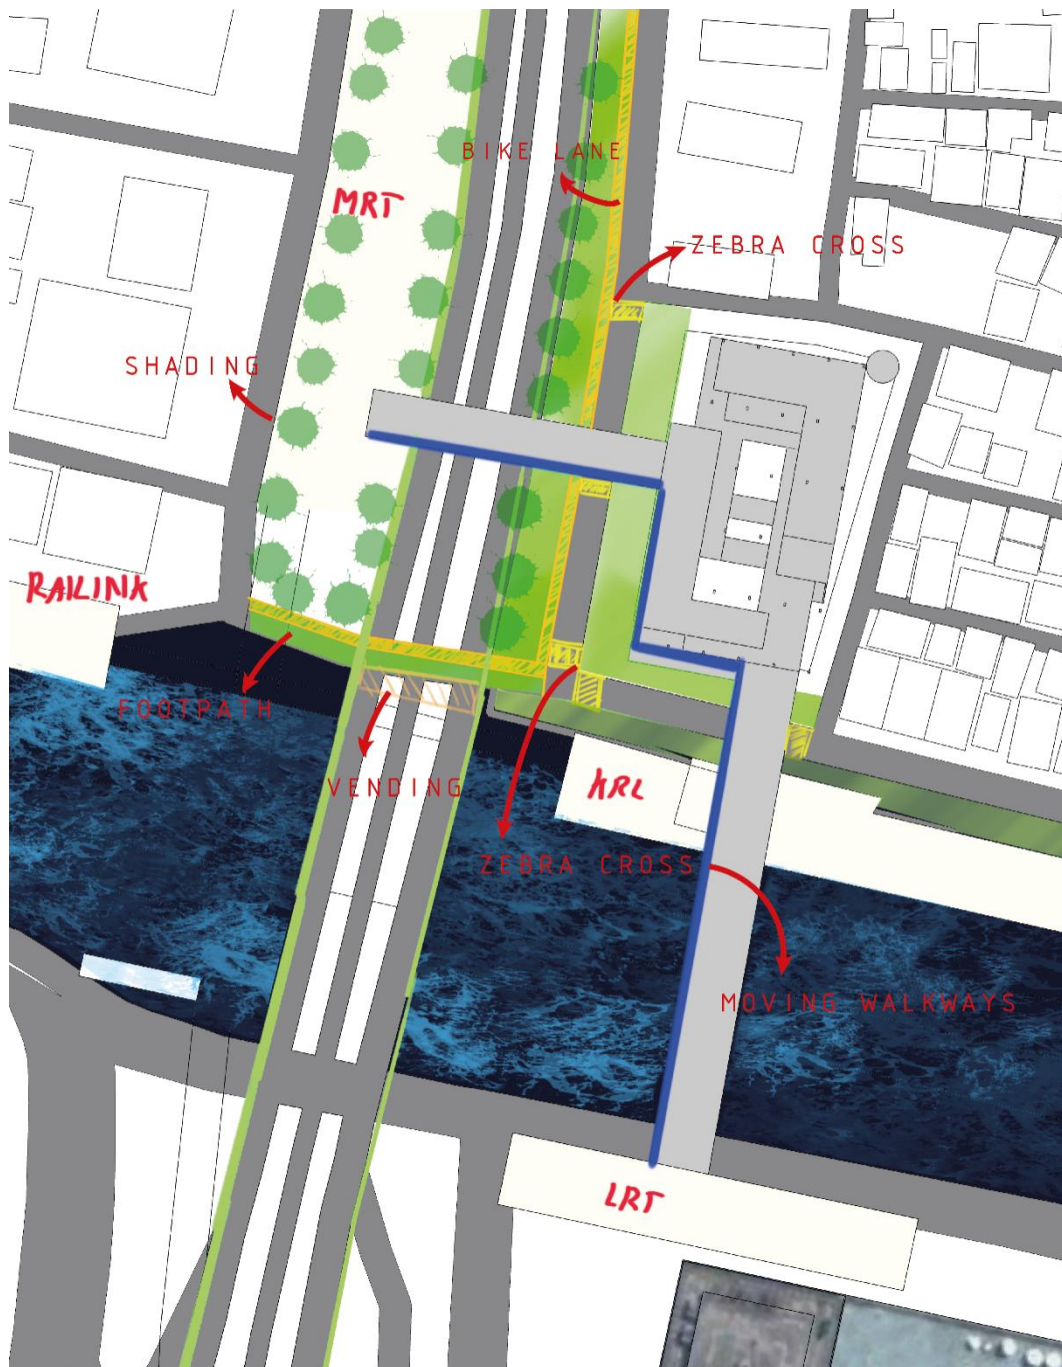 BIKE LANE
MRT
ZEBRA CROSS
SHADING
RAILINK
FOOTPATH
VENDING
KRL
ZEBRA CROSS
MOVING WALKWAYS
LRT